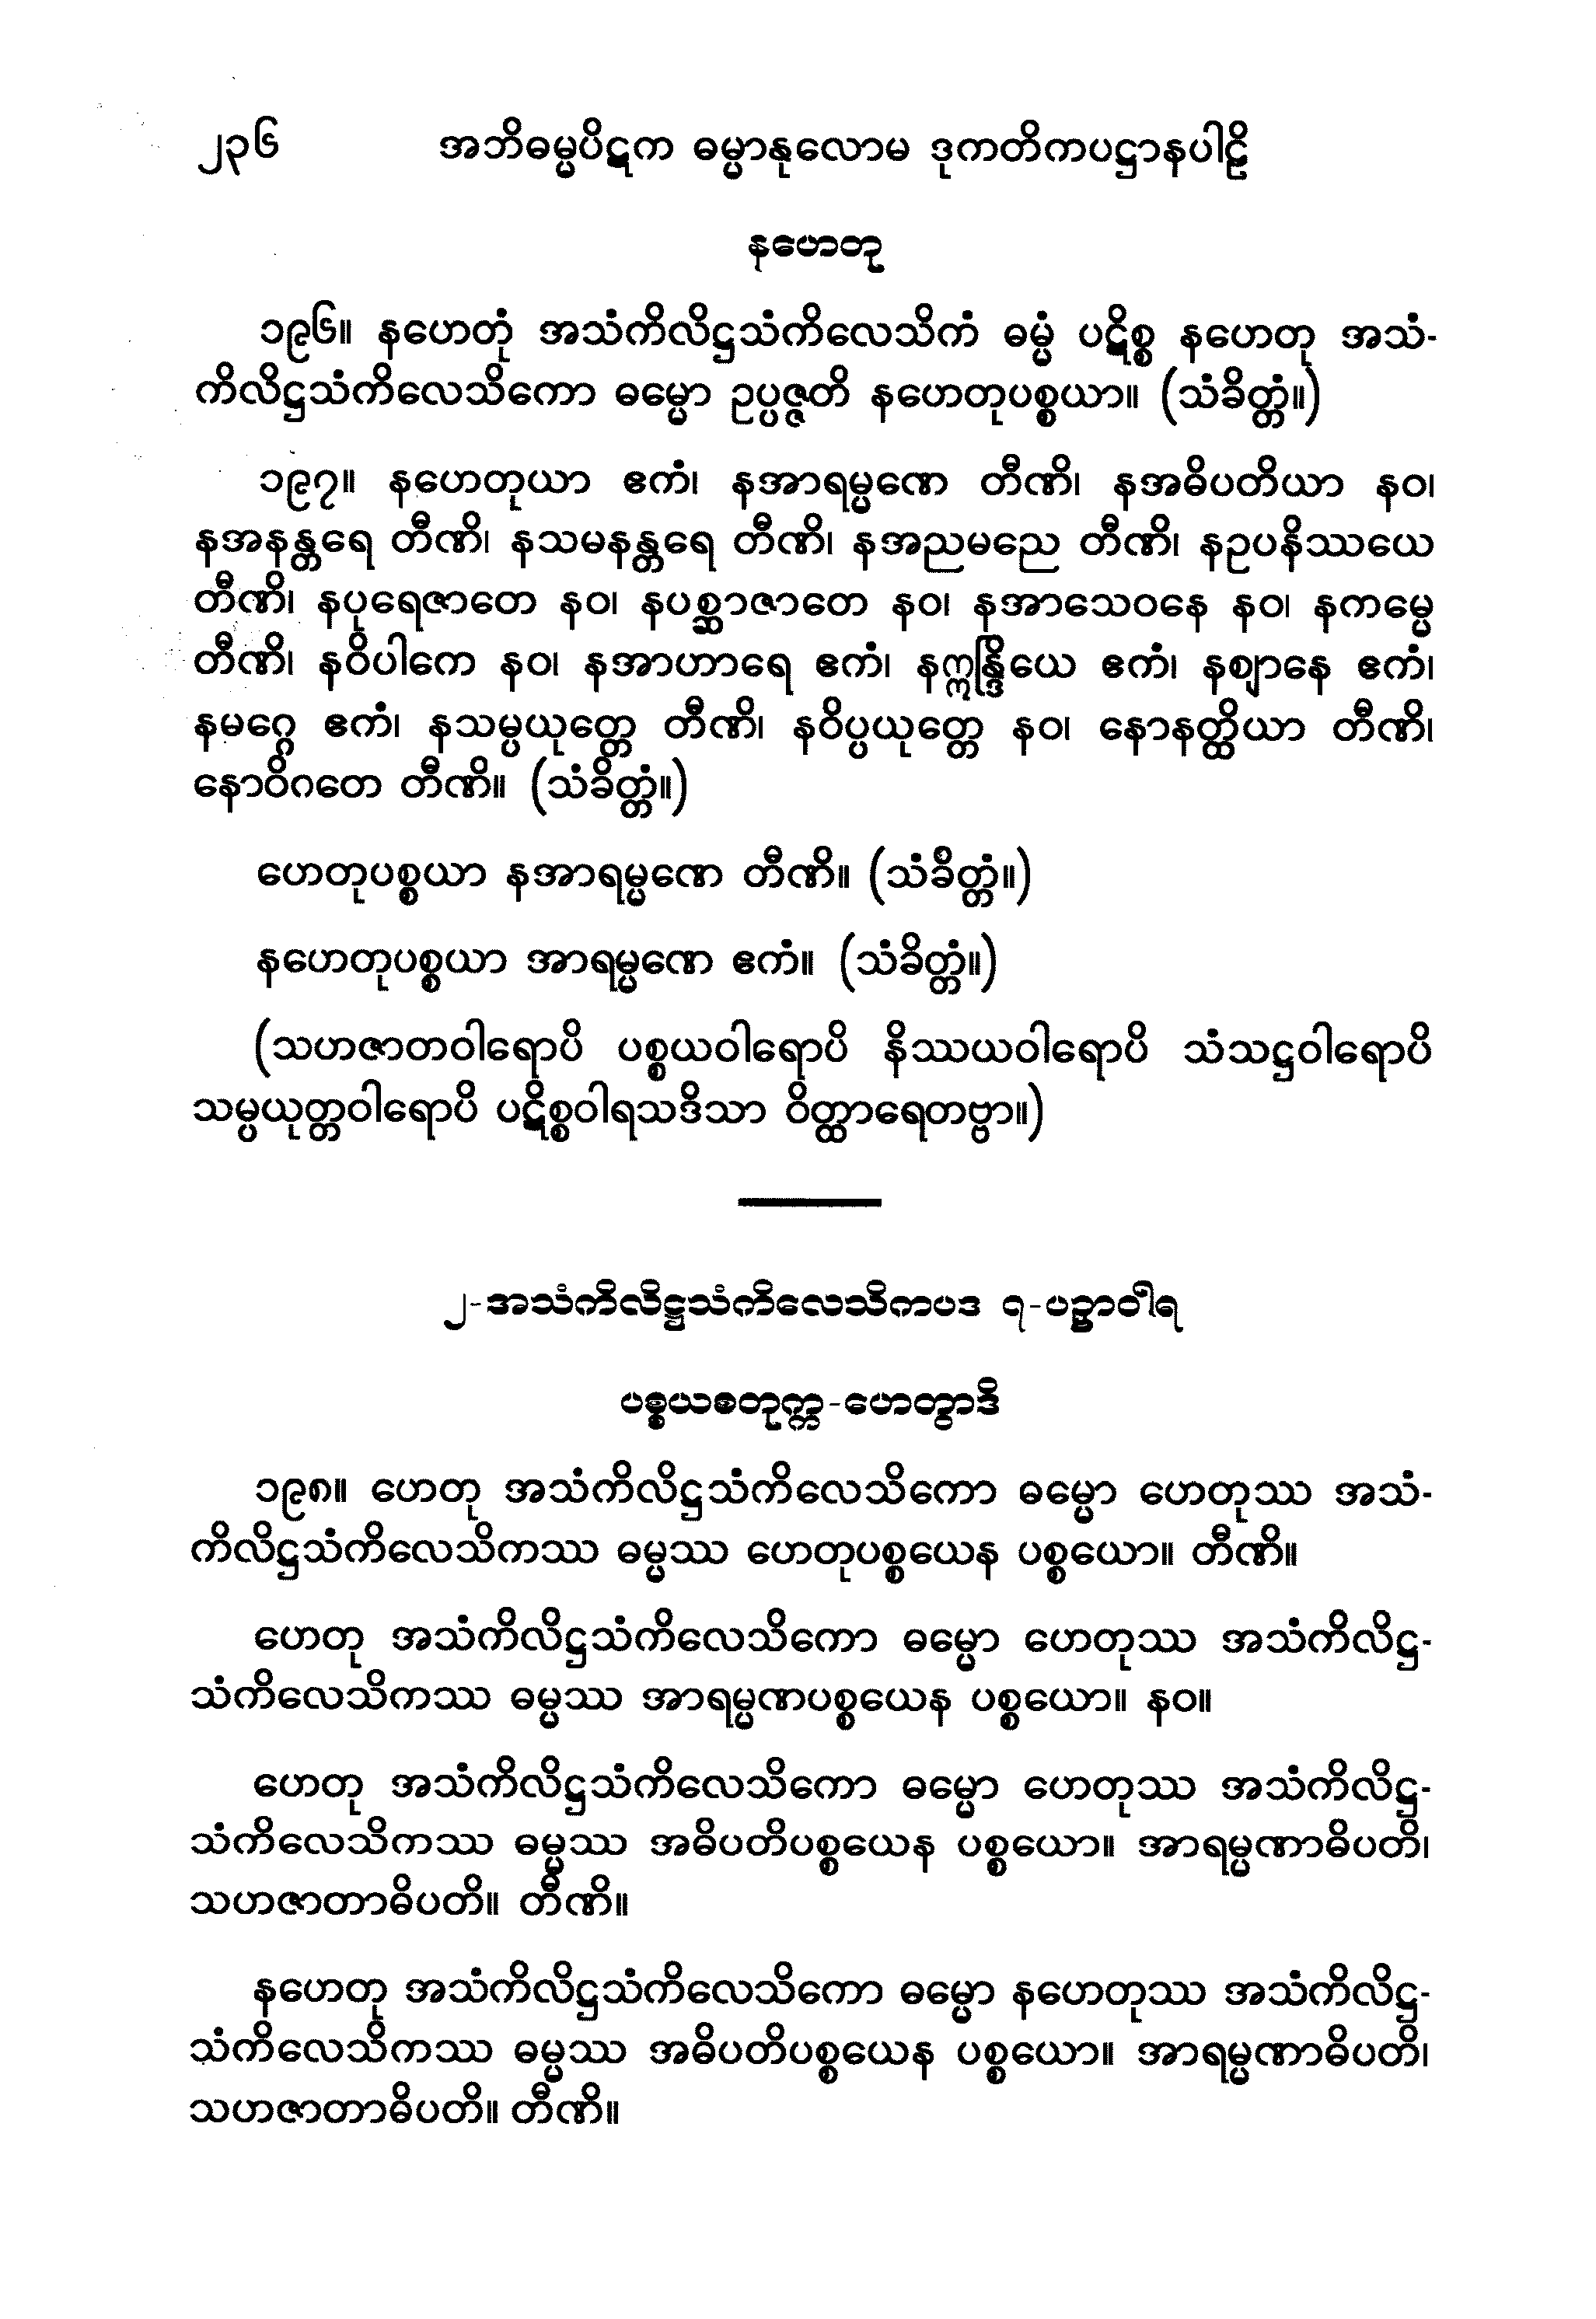 ၂၃၆ အဘိဓမ္မပိဋက ဓမ္မာနုလောမ ဒုကတိကပဋ္ဌာနပါဠိ
နဟေတု
၁၉၆။ နဟေတုံ အသံကိလိဋ္ဌသံကိလေသိကံ ဓမ္မံ ပဋိစ္စ နဟေတု အသံ-
ကိလိဋ္ဌသံကိလေသိကော ဓမ္မော ဥပ္ပဇ္ဇတိ နဟေတုပစ္စယာ။ (သံခိတ္တံ။)
၁၉၇။ နဟေတုယာ ဧကံ၊ နအာရမ္မဏေ တီဏိ၊ နအဓိပတိယာ နဝ၊
နအနန္တရေ တီဏိ၊ နသမနန္တရေ တီဏိ၊ နအညမညေ တီဏိ၊ နဥပနိဿယေ
တီဏိ၊ နပုရေဇာတေ နဝ၊ နပစ္ဆာဇာတေ နဝ၊ နအာသေဝနေ နဝ၊ နကမ္မေ
တီဏိ၊ နဝိပါကေ နဝ၊ နအာဟာရေ ဧကံ၊ နဣန္ဒြိယေ ဧကံ၊ နဈာနေ ဧကံ၊
နမဂ္ဂေ ဧကံ၊ နသမ္ပယုတ္တေ တီဏိ၊ နဝိပ္ပယုတ္တေ နဝ၊ နောနတ္ထိယာ တီဏိ၊
နောဝိဂတေ တီဏိ။ (သံခိတ္တံ။)
ဟေတုပစ္စယာ နအာရမ္မဏေ တီဏိ။ (သံခိတ္တံ။)
နဟေတုပစ္စယာ အာရမ္မဏေ ဧကံ။ (သံခိတ္တံ။)
(သဟဇာတဝါရောပိ ပစ္စယဝါရောပိ နိဿယဝါရောပိ သံသဋ္ဌဝါရောပိ
သမ္ပယုတ္တဝါရောပိ ပဋိစ္စဝါရသဒိသာ ဝိတ္ထာရေတဗ္ဗာ။)
၂-အသံကိလိဋ္ဌသံကိလေသိကပဒ ၇-ပဉှာဝါရ
ပစ္စယစတုက္က-ဟေတွာဒိ
၁၉၈။ ဟေတု အသံကိလိဋ္ဌသံကိလေသိကော ဓမ္မော ဟေတုဿ အသံ-
ကိလိဋ္ဌသံကိလေသိကဿ ဓမ္မဿ ဟေတုပစ္စယေန ပစ္စယော။ တီဏိ။
ဟေတု အသံကိလိဋ္ဌသံကိလေသိကော ဓမ္မော ဟေတုဿ အသံကိလိဋ္ဌ-
သံကိလေသိကဿ ဓမ္မဿ အာရမ္မဏပစ္စယေန ပစ္စယော။ နဝ။
ဟေတု အသံကိလိဋ္ဌသံကိလေသိကော ဓမ္မော ဟေတုဿ အသံကိလိဋ္ဌ-
သံကိလေသိကဿ ဓမ္မဿ အဓိပတိပစ္စယေန ပစ္စယော။ အာရမ္မဏာဓိပတိ၊
သဟဇာတာဓိပတိ။ တီဏိ။
နဟေတု အသံကိလိဋ္ဌသံကိလေသိကော ဓမ္မော နဟေတုဿ အသံကိလိဋ္ဌ-
သံကိလေသိကဿ ဓမ္မဿ အဓိပတိပစ္စယေန ပစ္စယော။ အာရမ္မဏာဓိပတိ၊
သဟဇာတာဓိပတိ။ တီဏိ။